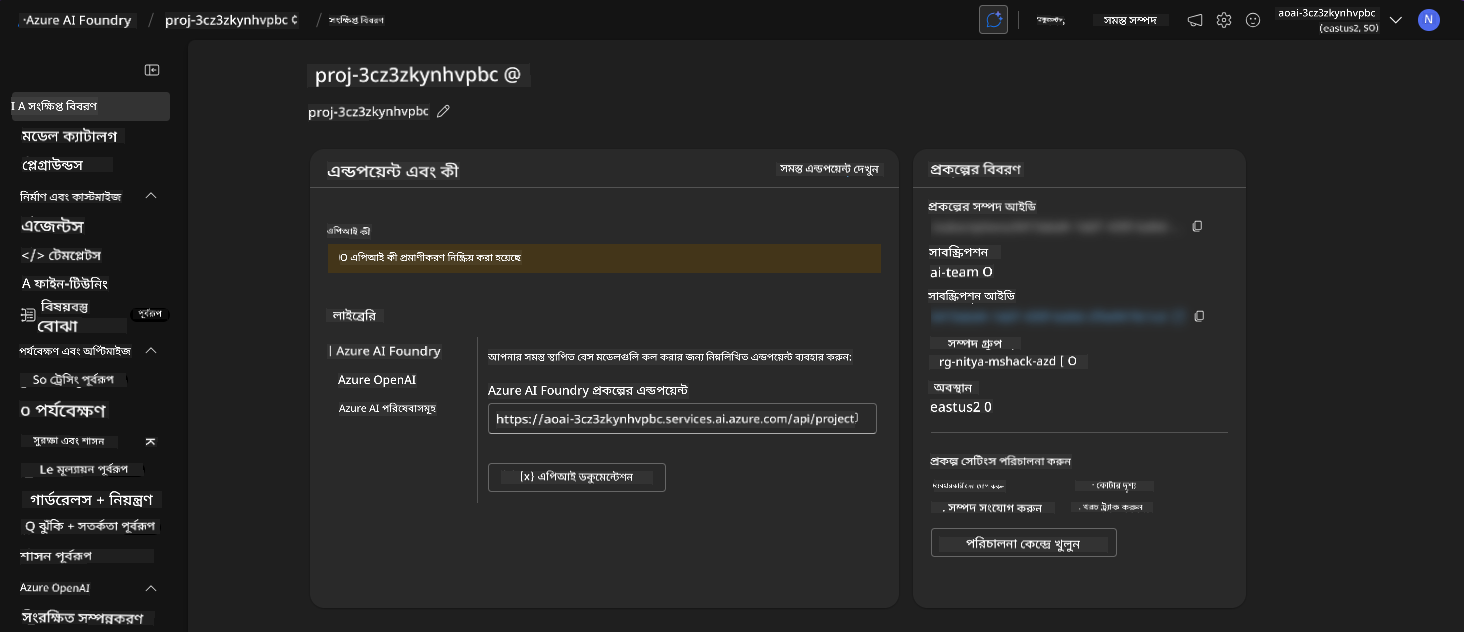 Azure AI Foundry / proj-3cz3zkynhvpbc / সংক্ষিপ্ত বিবরণ
সমস্ত সম্পদ
aoai-3cz3zkynhvpbc
(eastus2, S0)
N
I A সংক্ষিপ্ত বিবরণ
মডেল ক্যাটালগ
প্লেগ্রাউন্ডস
নির্মাণ এবং কাস্টমাইজ
এজেন্টস
</> টেমপ্লেটস
A ফাইন-টিউনিং
বিষয়বস্তু
বোঝা
পূর্বরূপ
পর্যবেক্ষণ এবং অপ্টিমাইজ
So ট্রেসিং পূর্বরূপ
০ পর্যবেক্ষণ
সুরক্ষা এবং শাসন
Le মূল্যায়ন পূর্বরূপ
গার্ডরেলস + নিয়ন্ত্রণ
Q ঝুঁকি + সতর্কতা পূর্বরূপ
শাসন পূর্বরূপ
Azure OpenAI
সংরক্ষিত সম্পন্নকরণ
proj-3cz3zkynhvpbc @
proj-3cz3zkynhvpbc
এন্ডপয়েন্ট এবং কী
সমস্ত এন্ডপয়েন্ট দেখুন
এপিআই কী
O এপিআই কী প্রমাণীকরণ নিষ্ক্রিয় করা হয়েছে
লাইব্রেরি
| Azure AI Foundry
Azure OpenAI
Azure AI পরিষেবাসমূহ
আপনার সমস্ত স্থাপিত বেস মডেলগুলি কল করার জন্য নিম্নলিখিত এন্ডপয়েন্ট ব্যবহার করুন:
Azure AI Foundry প্রকল্পের এন্ডপয়েন্ট
https://aoai-3cz3zkynhvpbc.services.ai.azure.com/api/project
[x} এপিআই ডকুমেন্টেশন
প্রকল্পের বিবরণ
প্রকল্পের সম্পদ আইডি
সাবস্ক্রিপশন
ai-team O
সাবস্ক্রিপশন আইডি
সম্পদ গ্রুপ
rg-nitya-mshack-azd [ O
অবস্থান
eastus2 0
প্রকল্প সেটিংস পরিচালনা করুন
. কোটার দৃশ্য
. সম্পদ সংযোগ করুন
. খরচ ট্র্যাক করুন
পরিচালনা কেন্দ্রে খুলুন